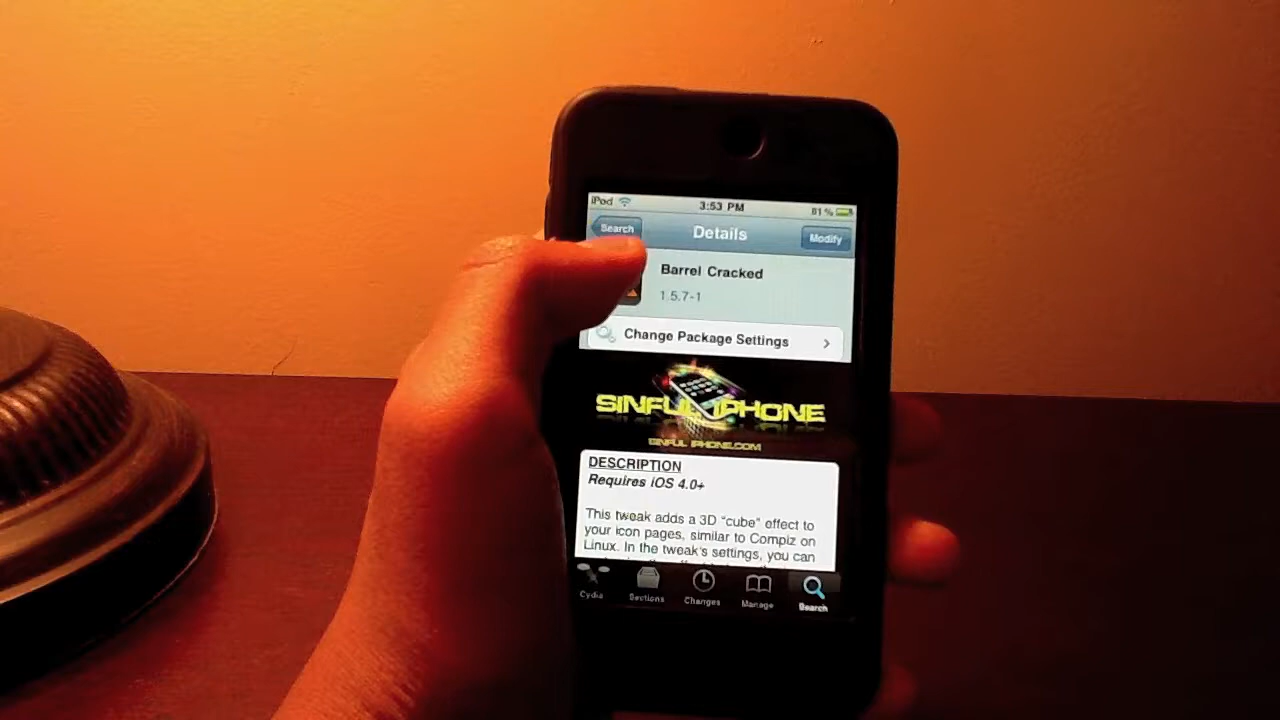 iPod 3:53 PM 81%
Search Details Modify
Barrel Cracked
1.5.7-1
Change Package Settings
SINFUL IPHONE
SINFUL IPHONE.COM
DESCRIPTION
Requires iOS 4.0+
This tweak adds a 3D "cube" effect to
your icon pages, similar to Compiz on
Linux. In the tweak's settings, you can
Cydia Sections Changes Manage Search